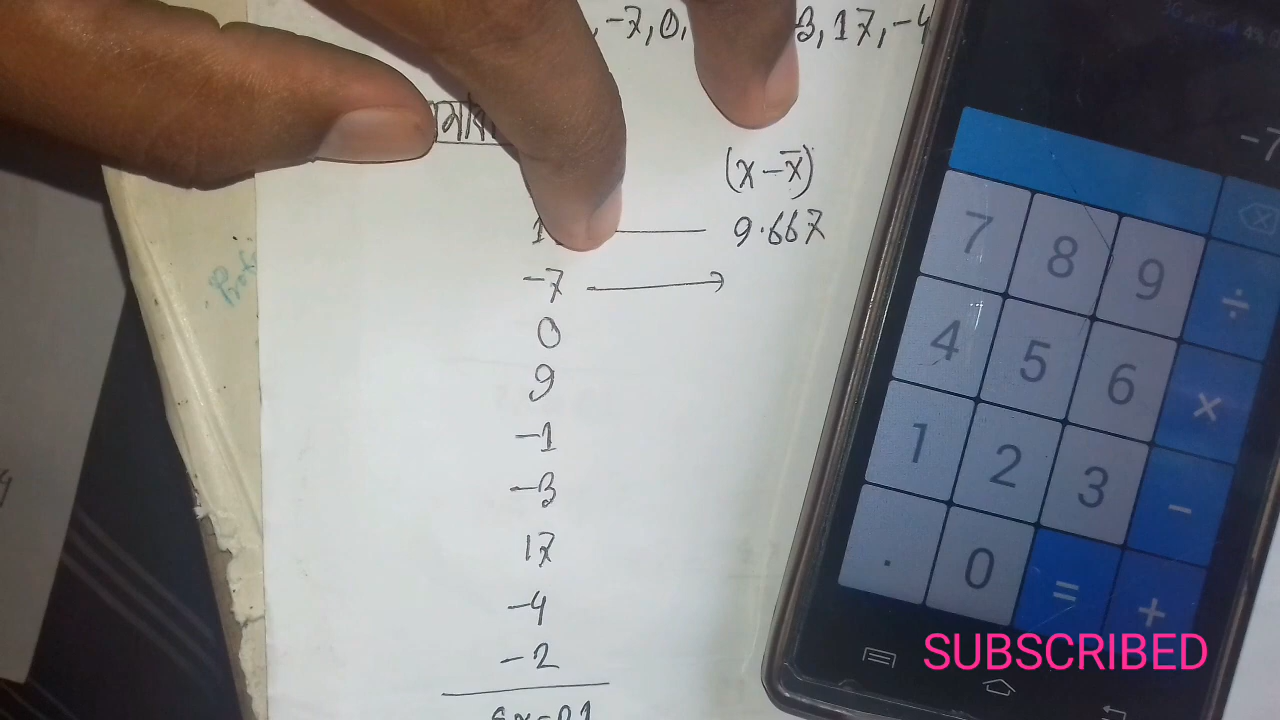 , -7, 0, 3, 17, -4
(x-x̄)
9.667
-7
0
9
-1
-3
17
-4
-2
-7
7 8 9 ÷
4 5 6 ×
1 2 3 -
. 0 = +
SUBSCRIBED